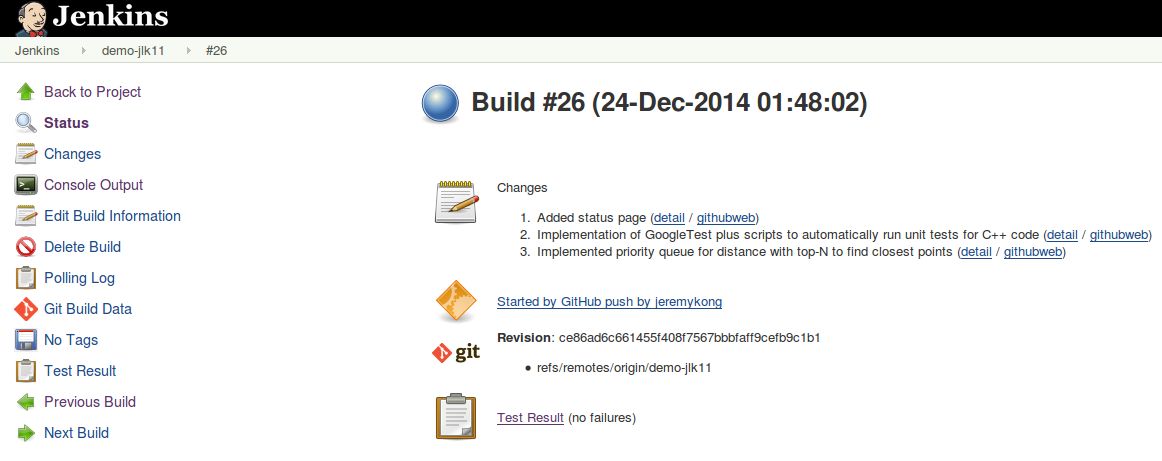 Jenkins
Jenkins demo-jlk11 #26
Back to Project
Status
Changes
Console Output
Edit Build Information
Delete Build
Polling Log
Git Build Data
No Tags
Test Result
Previous Build
Next Build
Build #26 (24-Dec-2014 01:48:02)
Changes
1. Added status page (detail / githubweb)
2. Implementation of GoogleTest plus scripts to automatically run unit tests for C++ code (detail / githubweb)
3. Implemented priority queue for distance with top-N to find closest points (detail / githubweb)
Started by GitHub push by jeremykong
git
Revision: ce86ad6c661455f408f7567bbbfaff9cefb9c1b1
• refs/remotes/origin/demo-jlk11
Test Result (no failures)